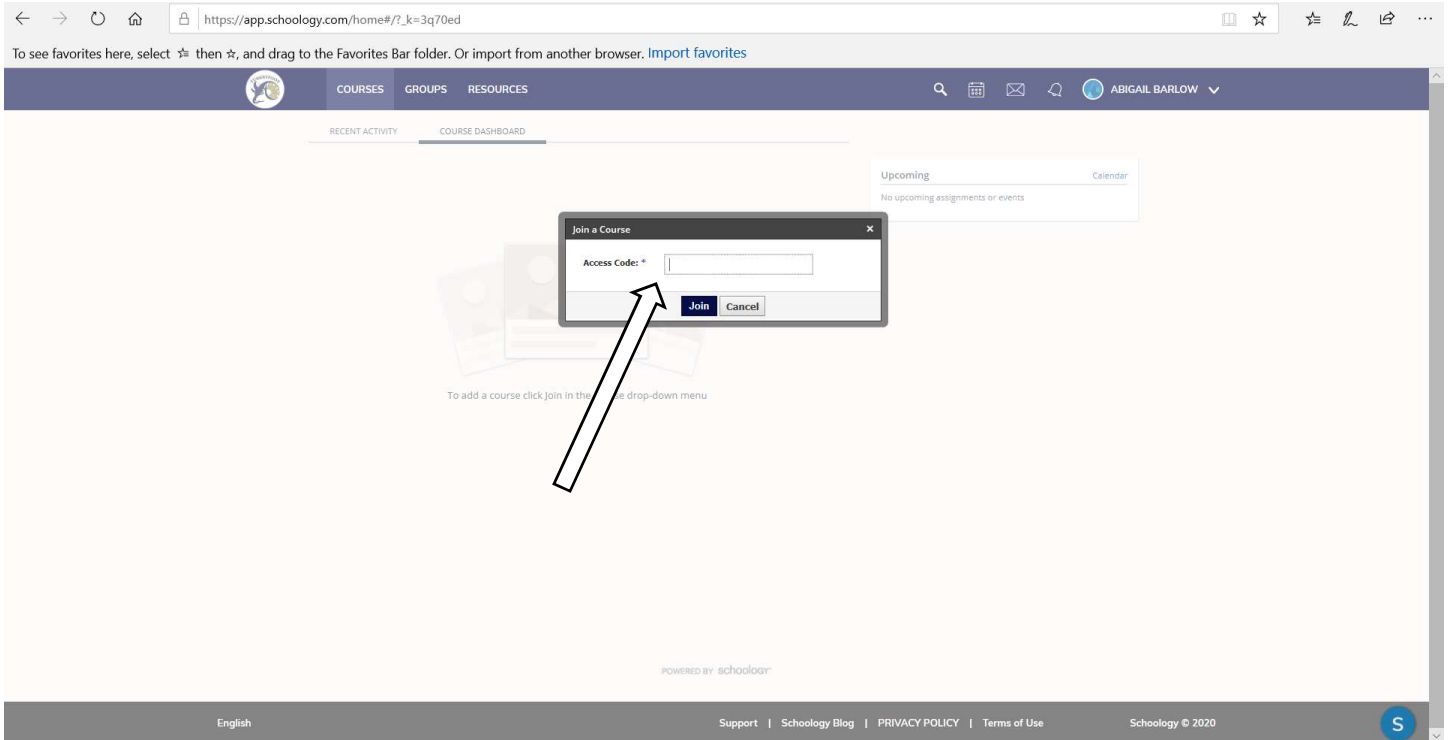 https://app.schoology.com/home#/?_k=3q70ed
To see favorites here, select then, and drag to the Favorites Bar folder. Or import from another browser. Import favorites
COURSES GROUPS RESOURCES ABIGAIL BARLOW
RECENT ACTIVITY COURSE DASHBOARD
Upcoming Calendar
No upcoming assignments or events
Join a Course ×
Access Code: *
Join Cancel
To add a course click Join in the drop-down menu
POWERED BY schoology
English Support | Schoology Blog | PRIVACY POLICY | Terms of Use Schoology © 2020
S